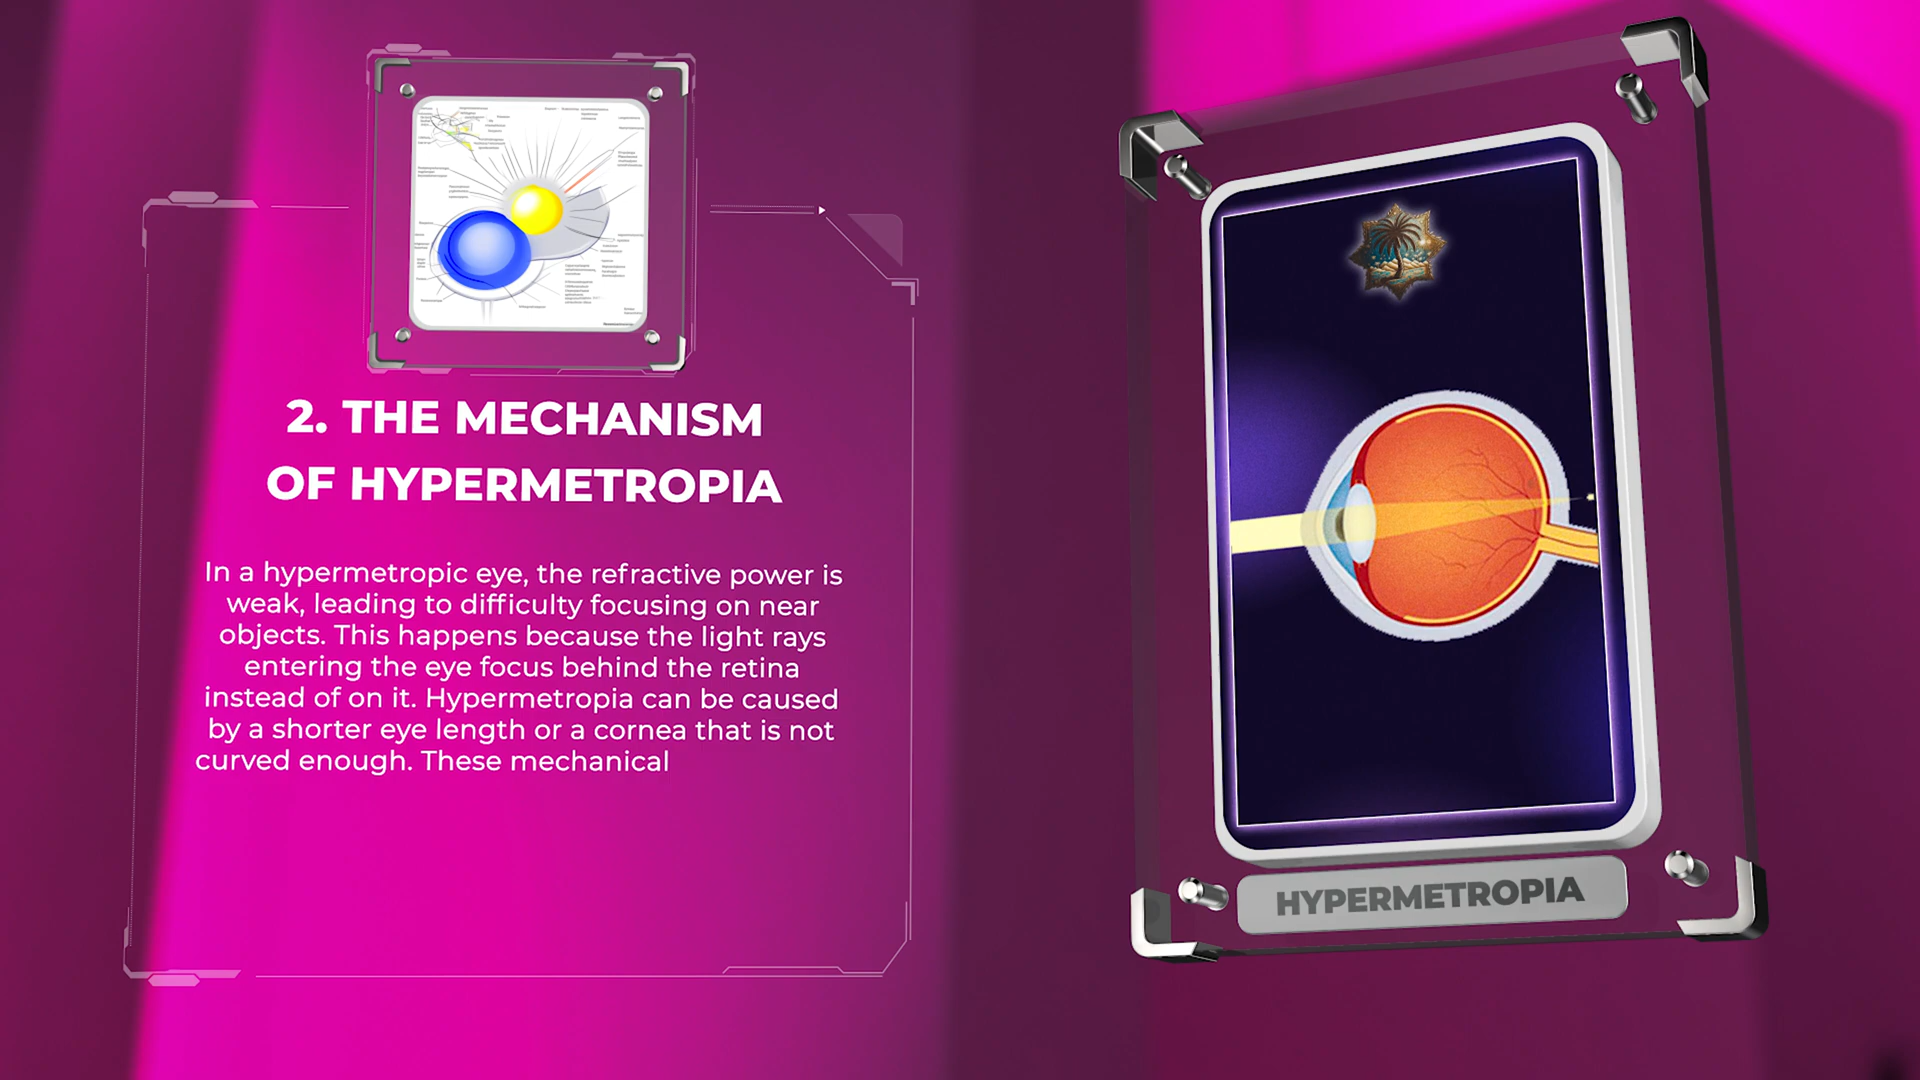 2. THE MECHANISM
OF HYPERMETROPIA
In a hypermetropic eye, the refractive power is
weak, leading to difficulty focusing on near
objects. This happens because the light rays
entering the eye focus behind the retina
instead of on it. Hypermetropia can be caused
by a shorter eye length or a cornea that is not
curved enough. These mechanical
HYPERMETROPIA